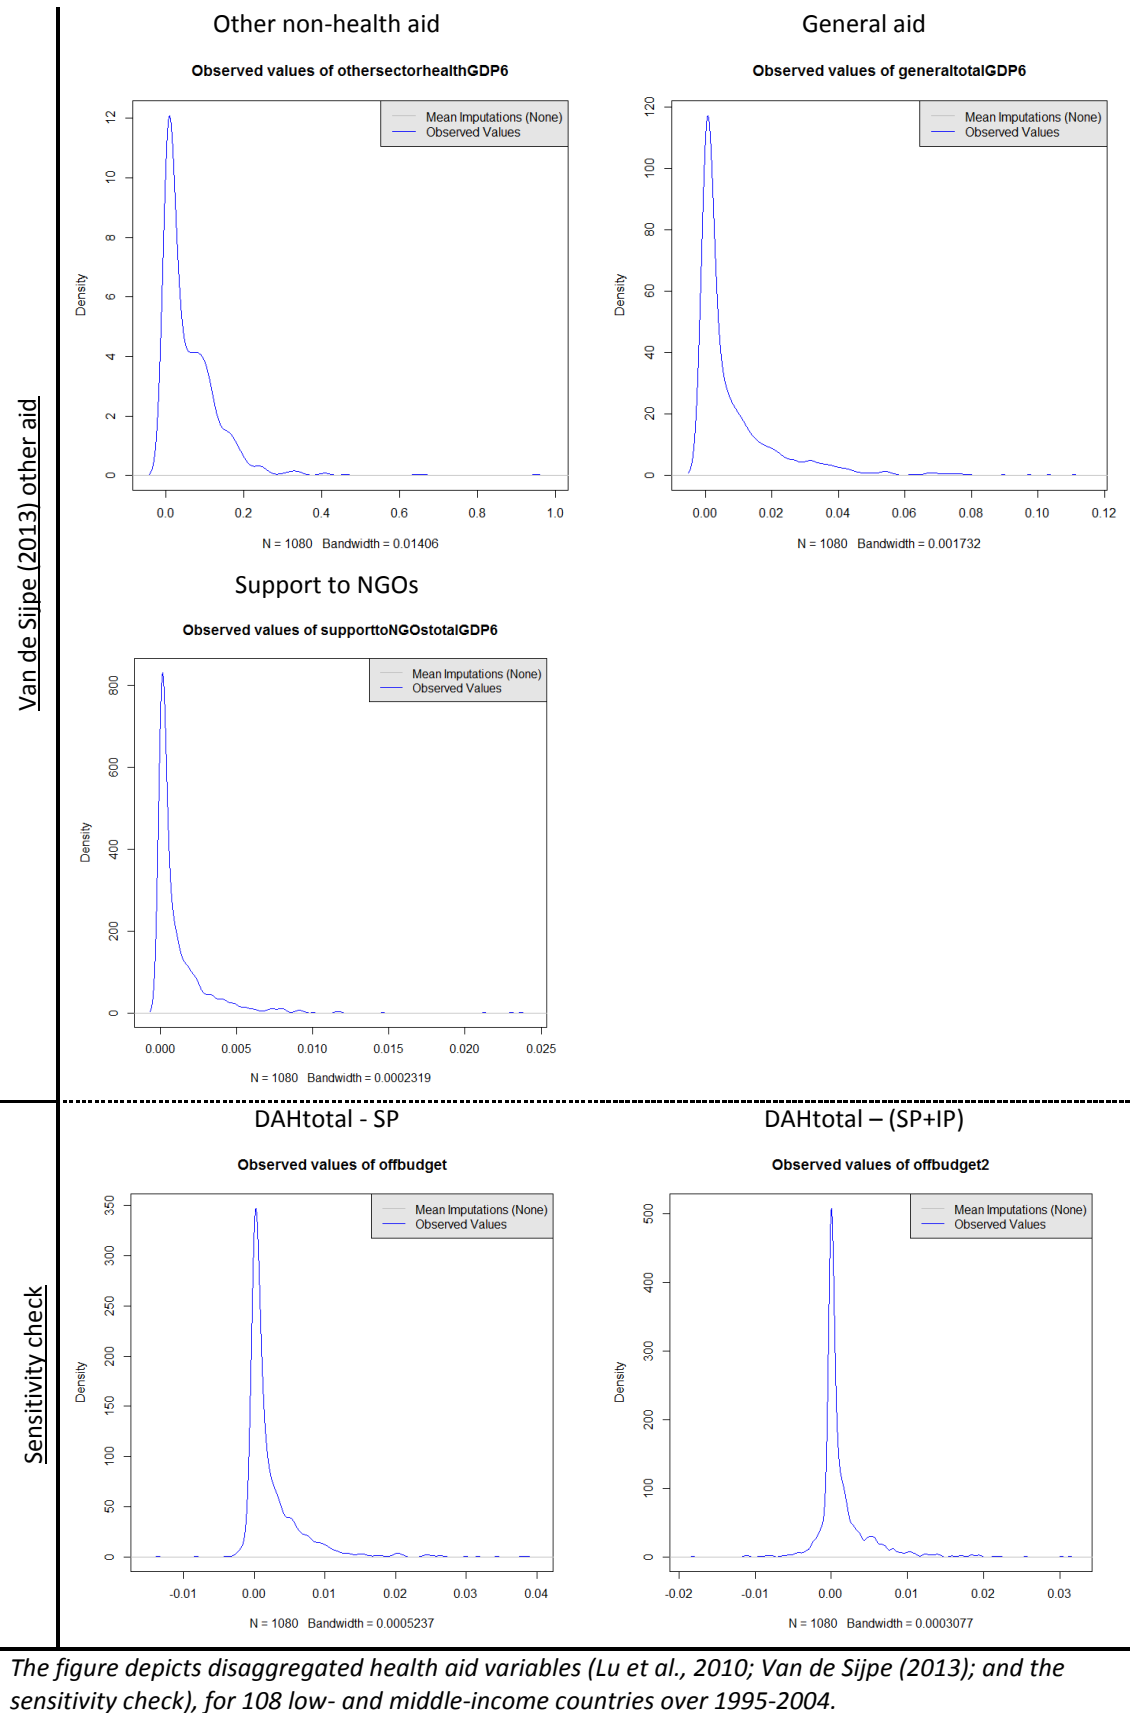 Other non-health aid
General aid
Observed values of othersectorhealthGDP6
Observed values of generaltotalGDP6
Mean Imputations (None)
Observed Values
Mean Imputations (None)
Observed Values
Density
0 2 4 6 8 10 12
0.0 0.2 0.4 0.6 0.8 1.0
N = 1080 Bandwidth = 0.01406
Density
0 20 40 60 80 100 120
0.00 0.02 0.04 0.06 0.08 0.10 0.12
N = 1080 Bandwidth = 0.001732
Van de Sijpe (2013) other aid
Support to NGOs
Observed values of supporttoNGOstotalGDP6
Mean Imputations (None)
Observed Values
Density
0 200 400 600 800
0.000 0.005 0.010 0.015 0.020 0.025
N = 1080 Bandwidth = 0.0002319
Sensitivity check
DAHtotal - SP
DAHtotal – (SP+IP)
Observed values of offbudget
Observed values of offbudget2
Mean Imputations (None)
Observed Values
Mean Imputations (None)
Observed Values
Density
0 50 100 150 200 250 300 350
-0.01 0.00 0.01 0.02 0.03 0.04
N = 1080 Bandwidth = 0.0005237
Density
0 100 200 300 400 500
-0.02 -0.01 0.00 0.01 0.02 0.03
N = 1080 Bandwidth = 0.0003077
The figure depicts disaggregated health aid variables (Lu et al., 2010; Van de Sijpe (2013); and the
sensitivity check), for 108 low- and middle-income countries over 1995-2004.